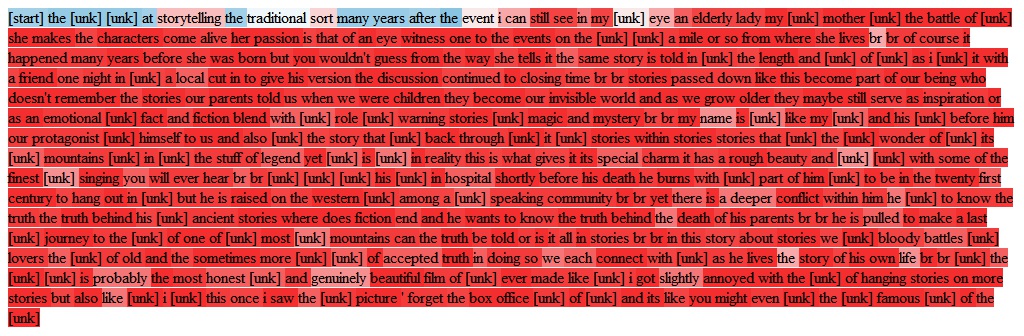 [start] the [unk] [unk] at storytelling the traditional sort many years after the event i can still see in my [unk] eye an elderly lady my [unk] mother [unk] the battle of [unk]
she makes the characters come alive her passion is that of an eye witness one to the events on the [unk] [unk] a mile or so from where she lives br br of course it
happened many years before she was born but you wouldn't guess from the way she tells it the same story is told in [unk] the length and [unk] of [unk] as i [unk] it with
a friend one night in [unk] a local cut in to give his version the discussion continued to closing time br br stories passed down like this become part of our being who
doesn't remember the stories our parents told us when we were children they become our invisible world and as we grow older they maybe still serve as inspiration or
as an emotional [unk] fact and fiction blend with [unk] role [unk] warning stories [unk] magic and mystery br br my name is [unk] like my [unk] and his [unk] before him
our protagonist [unk] himself to us and also [unk] the story that [unk] back through [unk] it [unk] stories within stories stories that [unk] the [unk] wonder of [unk] its
[unk] mountains [unk] in [unk] the stuff of legend yet [unk] is [unk] in reality this is what gives it its special charm it has a rough beauty and [unk] [unk] with some of the
finest [unk] singing you will ever hear br br [unk] [unk] [unk] his [unk] in hospital shortly before his death he burns with [unk] part of him [unk] to be in the twenty first
century to hang out in [unk] but he is raised on the western [unk] among a [unk] speaking community br br yet there is a deeper conflict within him he [unk] to know the
truth the truth behind his [unk] ancient stories where does fiction end and he wants to know the truth behind the death of his parents br br he is pulled to make a last
[unk] journey to the [unk] of one of [unk] most [unk] mountains can the truth be told or is it all in stories br br in this story about stories we [unk] bloody battles [unk]
lovers the [unk] of old and the sometimes more [unk] [unk] of accepted truth in doing so we each connect with [unk] as he lives the story of his own life br br [unk] the
[unk] [unk] is probably the most honest [unk] and genuinely beautiful film of [unk] ever made like [unk] i got slightly annoyed with the [unk] of hanging stories on more
stories but also like [unk] i [unk] this once i saw the [unk] picture ' forget the box office [unk] of [unk] and its like you might even [unk] the [unk] famous [unk] of the
[unk]